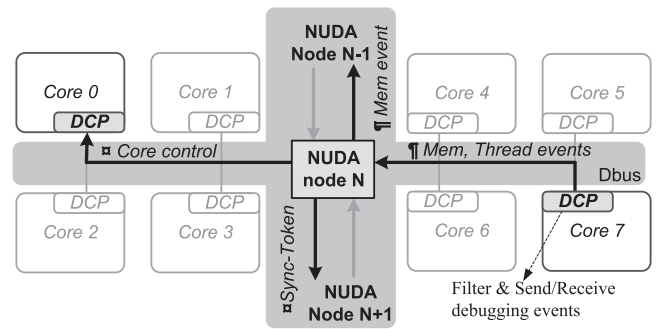 NUDA
Node N-1
¶ Mem event
Core 0
DCP
Core 1
DCP
Core 4
DCP
Core 5
DCP
¤ Core control
NUDA
node N
¶ Mem, Thread events
Dbus
DCP
Core 2
DCP
Core 3
¤Sync-Token
DCP
Core 6
DCP
Core 7
NUDA
Node N+1
Filter & Send/Receive
debugging events